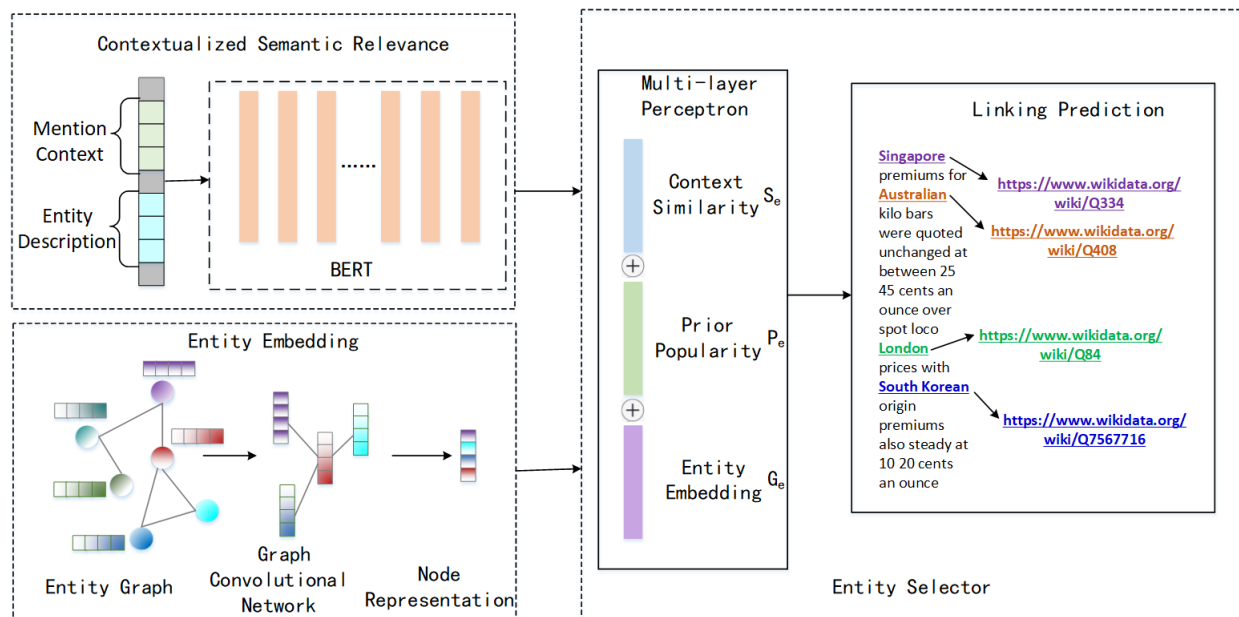 Contextualized Semantic Relevance
Mention
Context
Entity
Description
......
BERT
Entity Embedding
Entity Graph
Graph
Convolutional
Network
Node
Representation
Multi-layer
Perceptron
Context
Similarity Se
+
Prior
Popularity Pe
+
Entity
Embedding Ge
Linking Prediction
Singapore
premiums for
Australian
kilo bars
were quoted
unchanged at
between 25
45 cents an
ounce over
spot loco
London
prices with
South Korean
origin
premiums
also steady at
10 20 cents
an ounce
https://www.wikidata.org/
wiki/Q334
https://www.wikidata.org/
wiki/Q408
https://www.wikidata.org/
wiki/Q84
https://www.wikidata.org/
wiki/Q7567716
Entity Selector